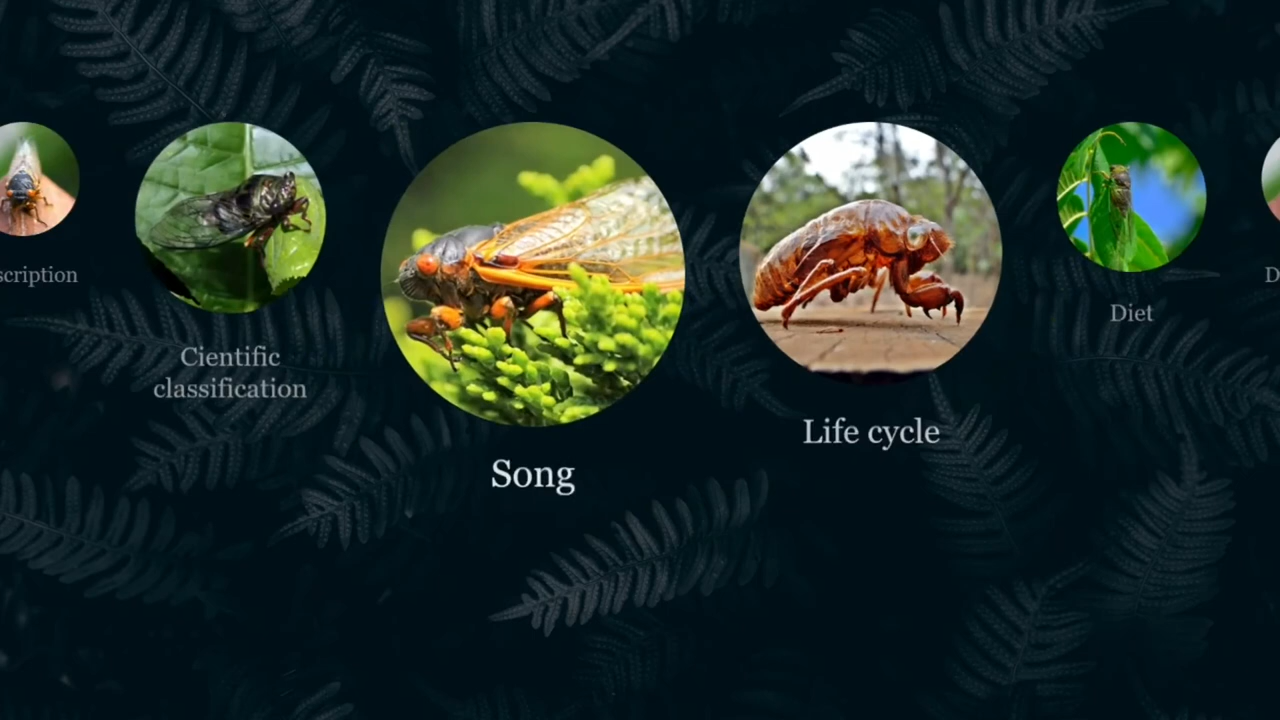 scription
Cientific
classification
Song
Life cycle
Diet
D